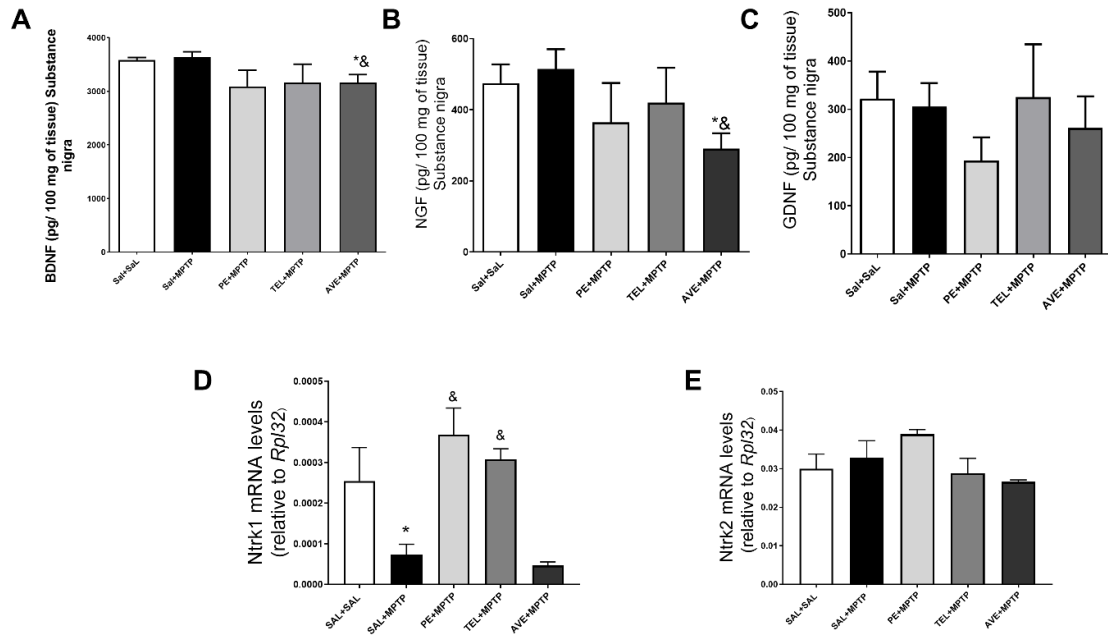 A
BDNF (pg/ 100 mg of tissue) Substance
nigra
4000
3000
2000
1000
0
*&
Sal+SaL
Sal+MPTP
PE+MPTP
TEL+MPTP
AVE+MPTP
B
NGF (pg/ 100 mg of tissue)
Substance nigra
600
400
200
0
*&
Sal+SaL
Sal+MPTP
PE+MPTP
TEL+MPTP
AVE+MPTP
C
GDNF (pg/ 100 mg of tissue)
Substance nigra
500
400
300
200
100
0
Sal+SaL
Sal+MPTP
PE+MPTP
TEL+MPTP
AVE+MPTP
D
Ntrk1 mRNA levels
(relative to Rpl32)
0.0005
0.0004
0.0003
0.0002
0.0001
0.0000
*
&
&
SAL+SAL
SAL+MPTP
PE+MPTP
TEL+MPTP
AVE+MPTP
E
Ntrk2 mRNA levels
(relative to Rpl32)
0.05
0.04
0.03
0.02
0.01
0.00
SAL+SAL
SAL+MPTP
PE+MPTP
TEL+MPTP
AVE+MPTP